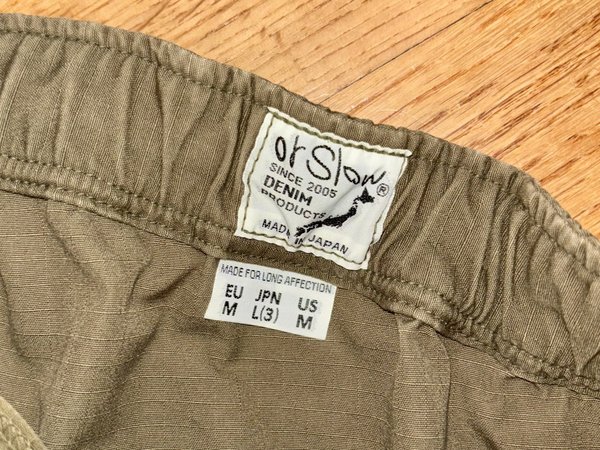 orSlow
SINCE 2005
DENIM
PRODUCTS
®
MADE IN JAPAN
MADE FOR LONG AFFECTION
EU JPN US
M L(3) M